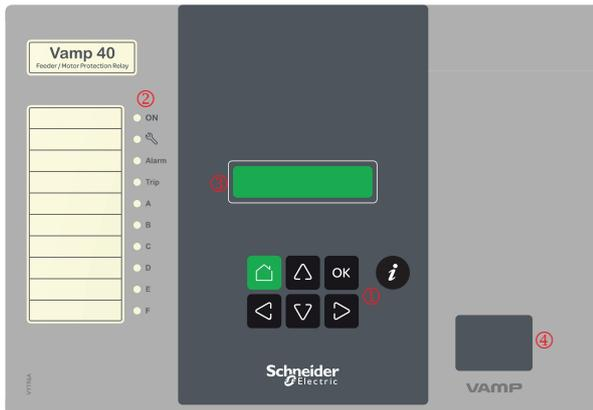 Vamp 40
Feeder / Motor Protection Relay
②
ON
Alarm
Trip
A
B
C
D
E
F
③
OK
i
①
④
Schneider
Electric
VAMP